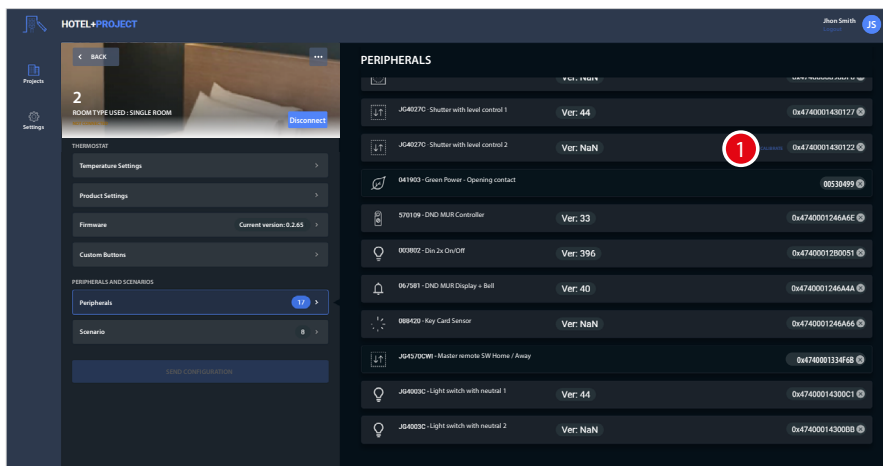 HOTEL+PROJECT
Jhon Smith
Logout
JS
Projects
Settings
BACK
2
ROOM TYPE USED : SINGLE ROOM
Disconnect
THERMOSTAT
Temperature Settings
Product Settings
Firmware
Current version: 0.2.65
Custom Buttons
PERIPHERALS AND SCENARIOS
Peripherals
17
Scenario
8
SEND CONFIGURATION
PERIPHERALS
Ver: NaN
JG4027C - Shutter with level control 1
Ver: 44
0x4740001430127
JG4027C - Shutter with level control 2
Ver: NaN
1
0x4740001430122
041903 - Green Power - Opening contact
00530499
570109 - DND MUR Controller
Ver: 33
0x4740001246A6E
003802 - Din 2x On/Off
Ver: 396
0x47400012B0051
067581 - DND MUR Display + Bell
Ver: 40
0x4740001246A4A
088420 - Key Card Sensor
Ver: NaN
0x4740001246A66
JG4570CWI - Master remote SW Home / Away
0x4740001334F6B
JG4003C - Light switch with neutral 1
Ver: 44
0x47400014300C1
JG4003C - Light switch with neutral 2
Ver: NaN
0x47400014300BB